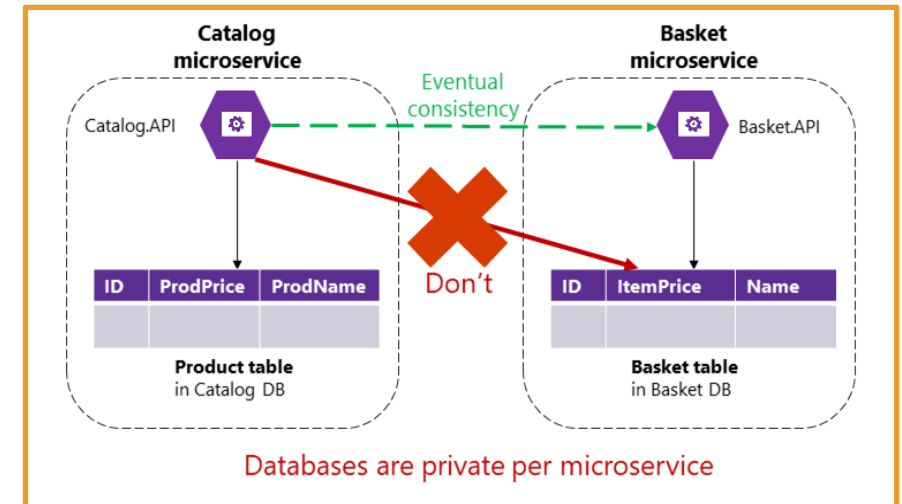 Catalog
microservice
Basket
microservice
Eventual
consistency
Catalog.API
Basket.API
Don't
ID ProdPrice ProdName
ID ItemPrice Name
Product table
in Catalog DB
Basket table
in Basket DB
Databases are private per microservice